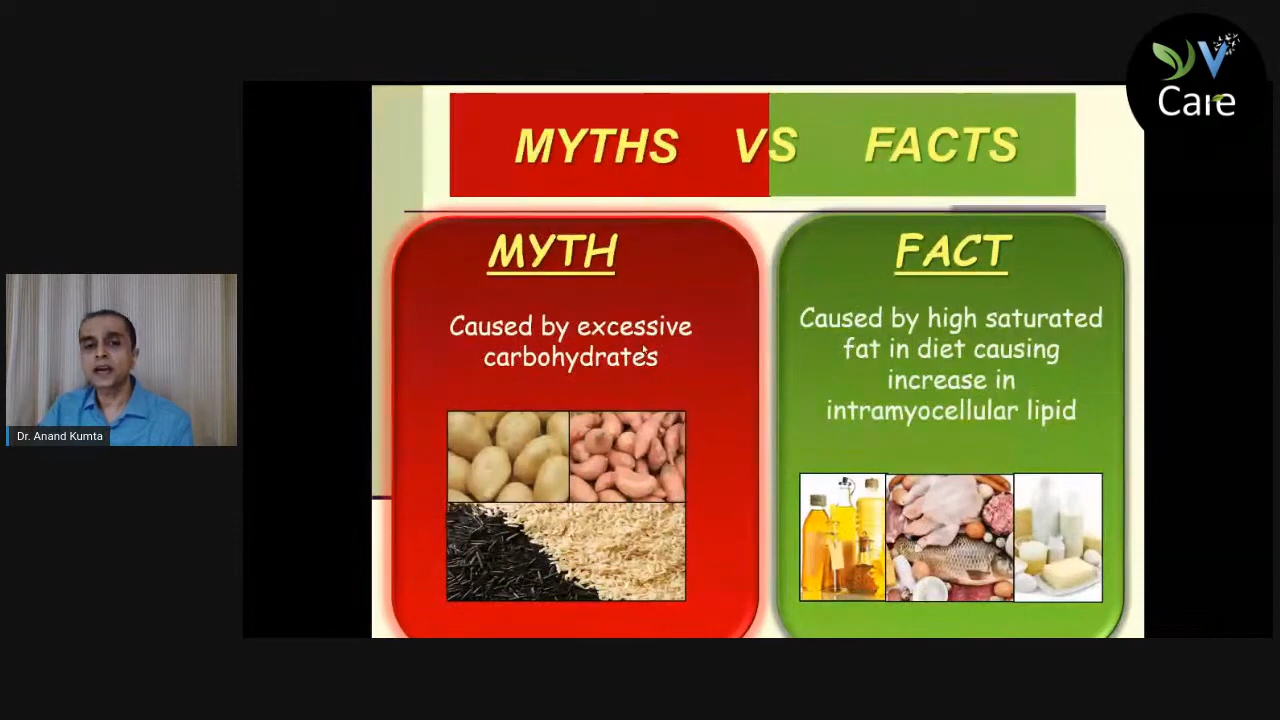 V
Care
MYTHS VS FACTS
MYTH
Caused by excessive
carbohydrates
FACT
Caused by high saturated
fat in diet causing
increase in
intramyocellular lipid
Dr. Anand Kumta